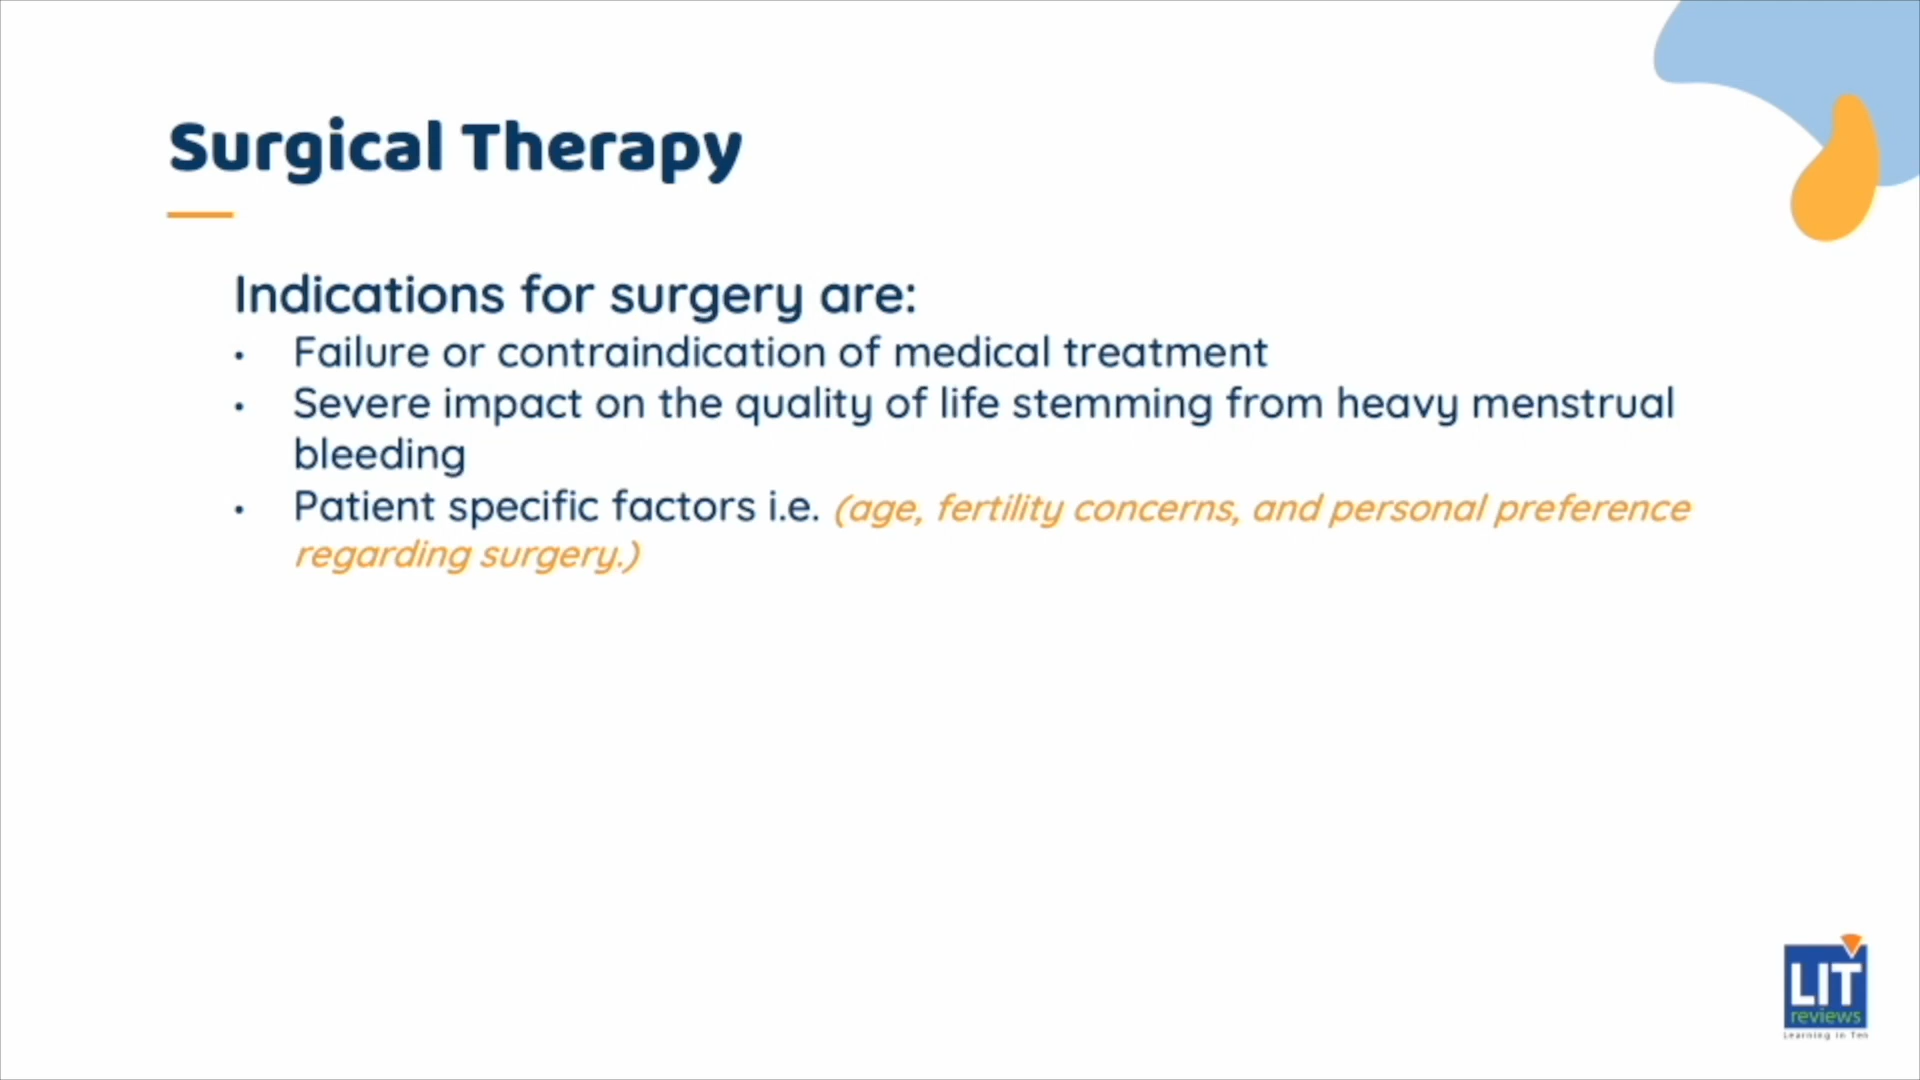 Surgical Therapy
Indications for surgery are:
• Failure or contraindication of medical treatment
• Severe impact on the quality of life stemming from heavy menstrual
bleeding
• Patient specific factors i.e. (age, fertility concerns, and personal preference
regarding surgery.)
LIT
reviews
Learning in Ten